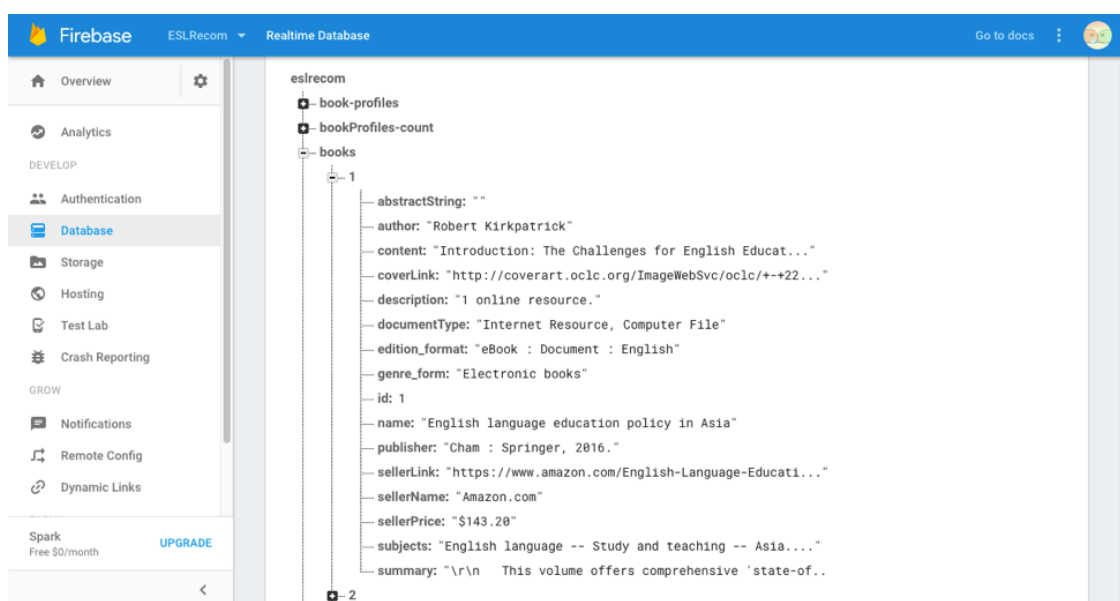 Firebase ESLRecom Realtime Database Go to docs
Overview
Analytics
DEVELOP
Authentication
Database
Storage
Hosting
Test Lab
Crash Reporting
GROW
Notifications
Remote Config
Dynamic Links
Spark
Free $0/month
UPGRADE
eslrecom
book-profiles
bookProfiles-count
books
1
abstractString: ""
author: "Robert Kirkpatrick"
content: "Introduction: The Challenges for English Educat..."
coverLink: "http://coverart.oclc.org/ImageWebSvc/oclc/+-+22..."
description: "1 online resource."
documentType: "Internet Resource, Computer File"
edition_format: "eBook : Document : English"
genre_form: "Electronic books"
id: 1
name: "English language education policy in Asia"
publisher: "Cham : Springer, 2016."
sellerLink: "https://www.amazon.com/English-Language-Educati..."
sellerName: "Amazon.com"
sellerPrice: "$143.20"
subjects: "English language -- Study and teaching -- Asia...."
summary: "\r\n This volume offers comprehensive 'state-of..
2